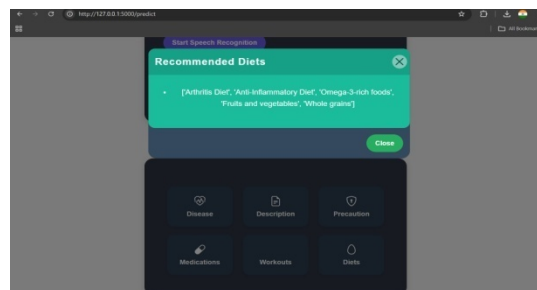 http://127.0.0.1:5000/predict
All Bookmar
Start Speech Recognition
Recommended Diets
['Arthritis Diet', 'Anti-Inflammatory Diet', 'Omega-3-rich foods',
'Fruits and vegetables', 'Whole grains']
Close
Disease
Description
Precaution
Medications
Workouts
Diets